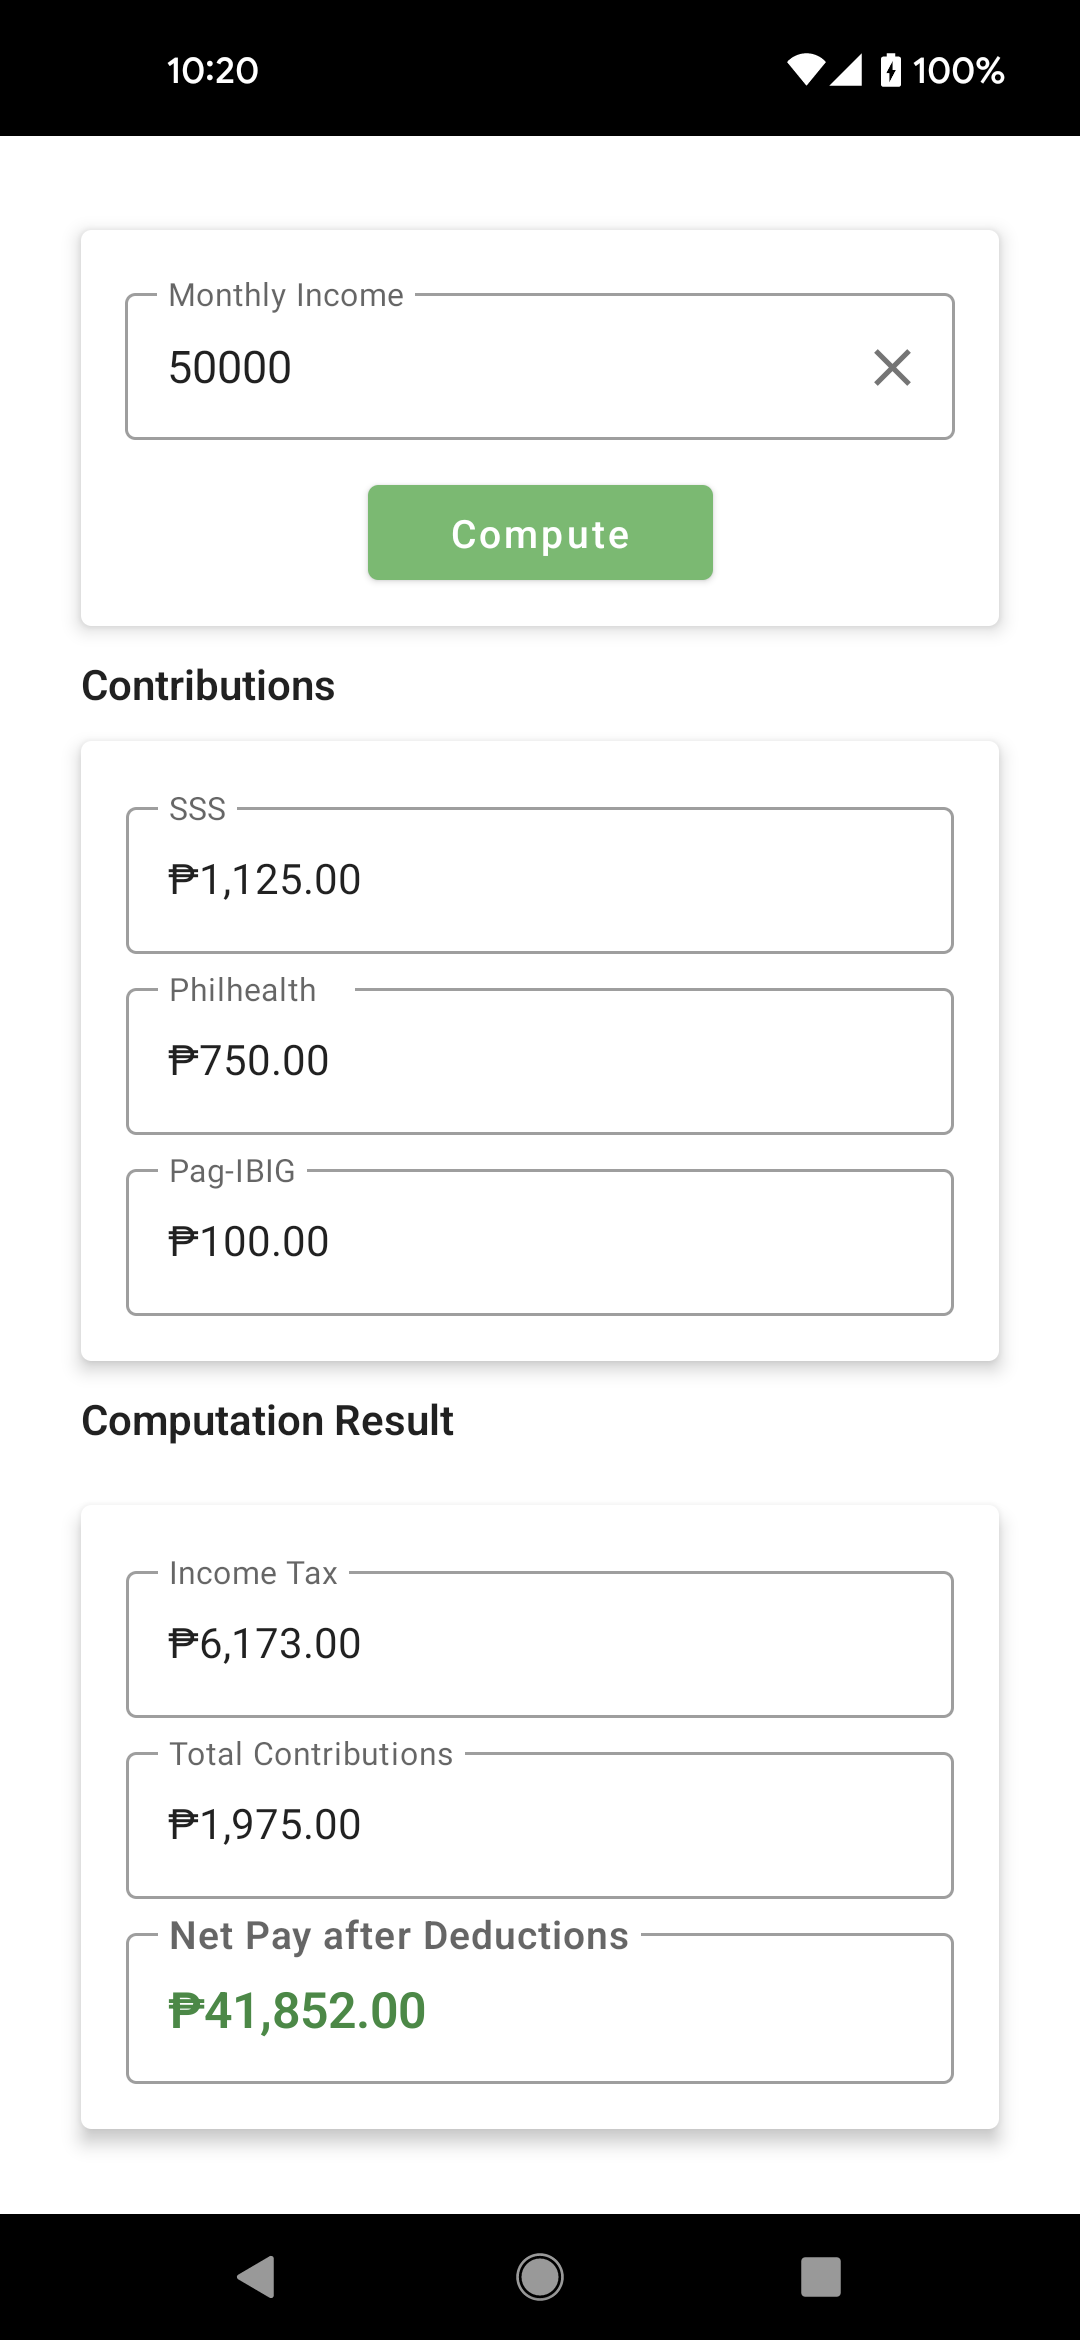 10:20
100%
Monthly Income
50000
Compute
Contributions
SSS
₱1,125.00
Philhealth
₱750.00
Pag-IBIG
₱100.00
Computation Result
Income Tax
₱6,173.00
Total Contributions
₱1,975.00
Net Pay after Deductions
₱41,852.00